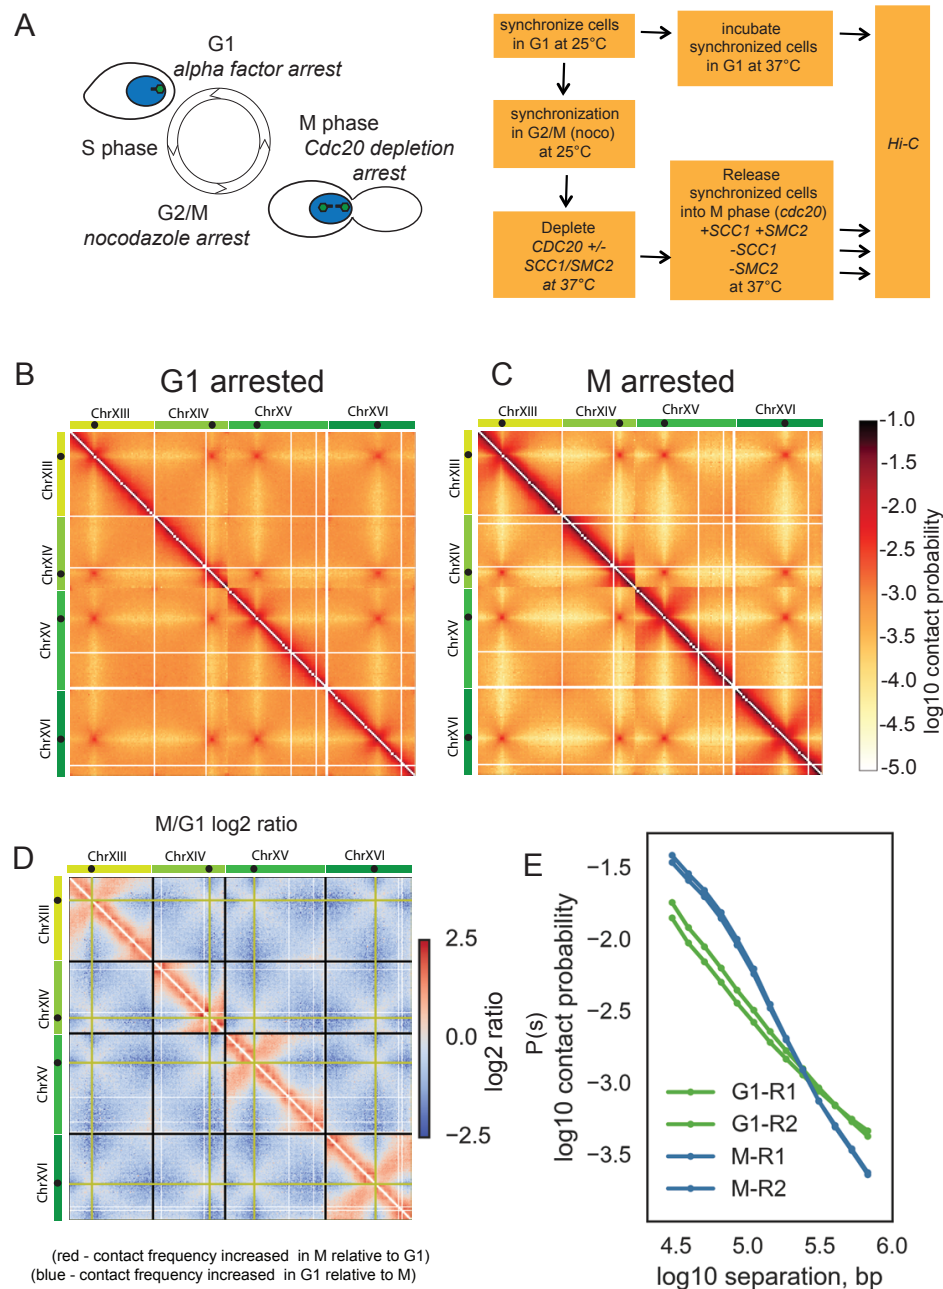 A
G1
alpha factor arrest
S phase
M phase
Cdc20 depletion
arrest
G2/M
nocodazole arrest
synchronize cells
in G1 at 25°C
incubate
synchronized cells
in G1 at 37°C
synchronization
in G2/M (noco)
at 25°C
Hi-C
Deplete
CDC20 +/-
SCC1/SMC2
at 37°C
Release
synchronized cells
into M phase (cdc20)
+SCC1 +SMC2
-SCC1
-SMC2
at 37°C
B
G1 arrested
ChrXIII
ChrXIV
ChrXV
ChrXVI
ChrXIII
ChrXIV
ChrXV
ChrXVI
C
M arrested
ChrXIII
ChrXIV
ChrXV
ChrXVI
ChrXIII
ChrXIV
ChrXV
ChrXVI
-1.0
-1.5
-2.0
-2.5
-3.0
-3.5
-4.0
-4.5
-5.0
log10 contact probability
M/G1 log2 ratio
D
ChrXIII
ChrXIV
ChrXV
ChrXVI
ChrXIII
ChrXIV
ChrXV
ChrXVI
2.5
0.0
−2.5
log2 ratio
(red - contact frequency increased in M relative to G1)
(blue - contact frequency increased in G1 relative to M)
E
P(s)
log10 contact probability
−1.5
−2.0
−2.5
−3.0
−3.5
G1-R1
G1-R2
M-R1
M-R2
4.5
5.0
5.5
6.0
log10 separation, bp